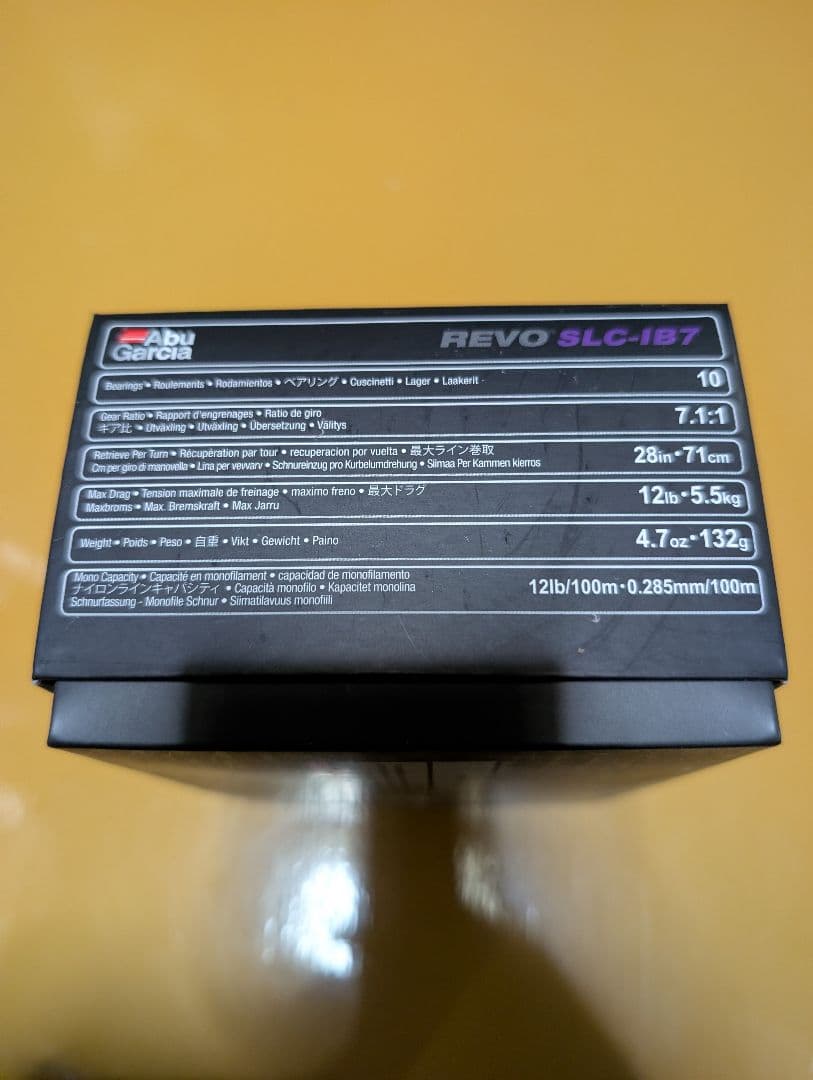 Abu
Garcia
REVO SLC-IB7
Bearings • Roulements • Rodamientos • ベアリング • Cuscinetti • Lager • Laakerit
10
Gear Ratio • Rapport d'engrenages • Ratio de giro
ギア比 • Utväxling • Utväxling • Übersetzung • Välitys
7.1:1
Retrieve Per Turn • Récupération par tour • recuperacion por vuelta • 最大ライン巻取
Cm per giro di manovella • Lina per vevvarv • Schnureinzug pro Kurbelumdrehung • Siimaa Per Kammen kierros
28in•71cm
Max Drag • Tension maximale de freinage • maximo freno • 最大ドラグ
Maxbroms • Max. Bremskraft • Max Jarru
12lb•5.5kg
Weight • Poids • Peso • 自重 • Vikt • Gewicht • Paino
4.7oz•132g
Mono Capacity • Capacité en monofilament • capacidad de monofilamento
ナイロンラインキャパシティ • Capacità monofilo • Kapacitet monolina
Schnurfassung - Monofile Schnur • Siimatilavuus monofiili
12lb/100m•0.285mm/100m